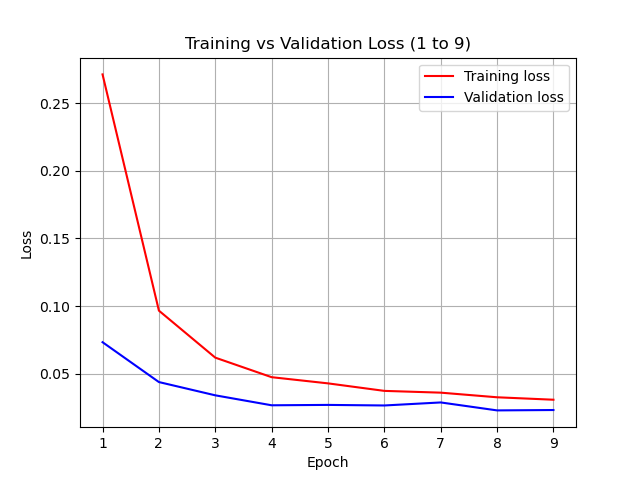 Training vs Validation Loss (1 to 9)
Training loss
Validation loss
0.25
0.20
0.15
0.10
0.05
Loss
1 2 3 4 5 6 7 8 9
Epoch